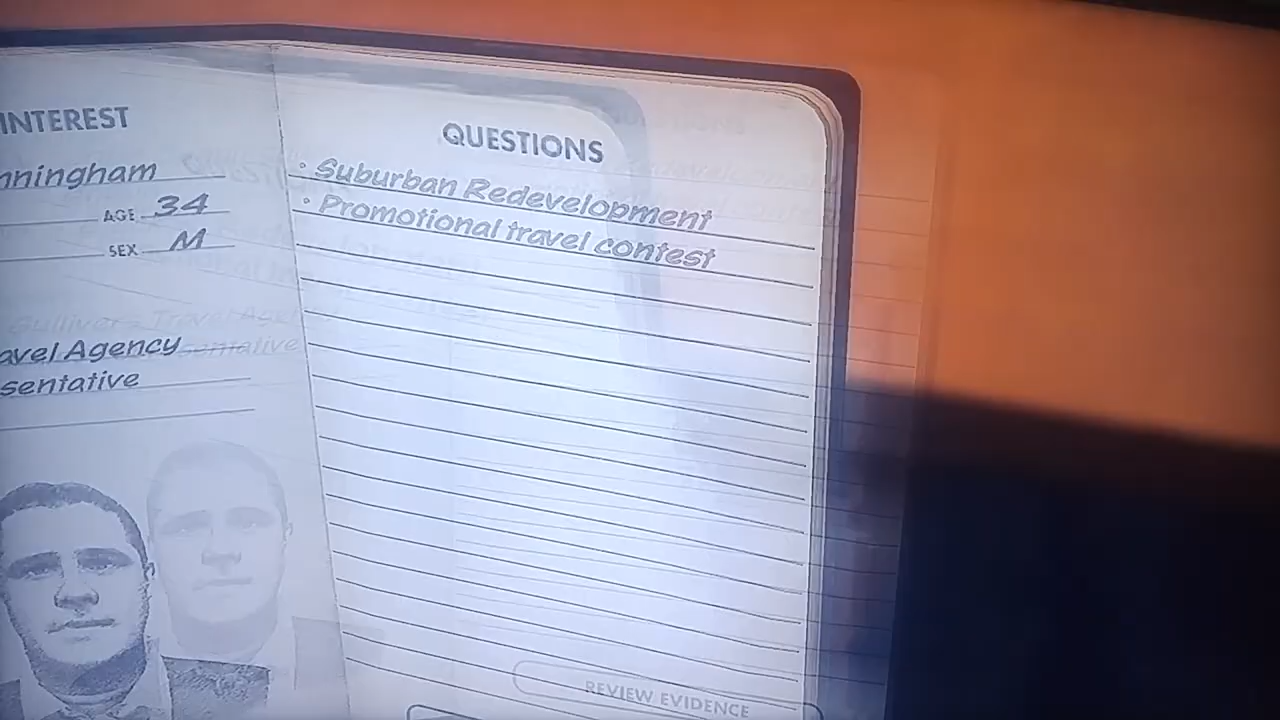 INTEREST
nningham
AGE 34
SEX M
avel Agency
sentative
QUESTIONS
• Suburban Redevelopment
• Promotional travel contest
REVIEW EVIDENCE